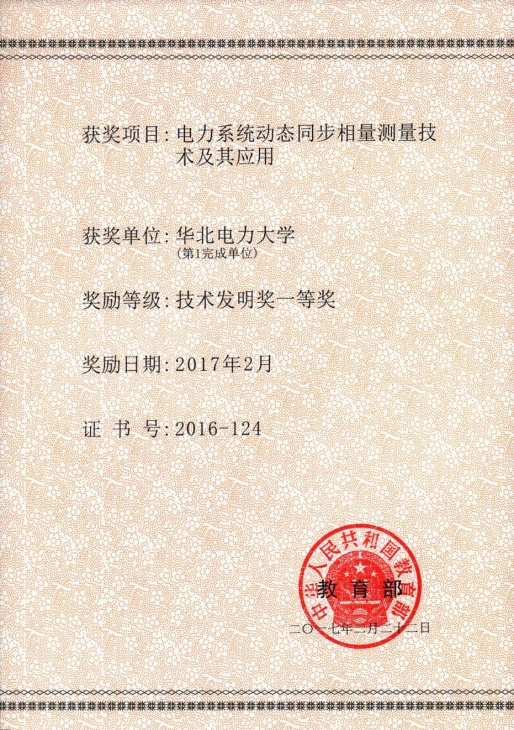 获奖项目：电力系统动态同步相量测量技
术及其应用
获奖单位：华北电力大学
(第1完成单位)
奖励等级：技术发明奖一等奖
奖励日期：2017年2月
证 书 号：2016-124
中华人民共和国教育部
教 育 部
二〇一七年二月二十二日